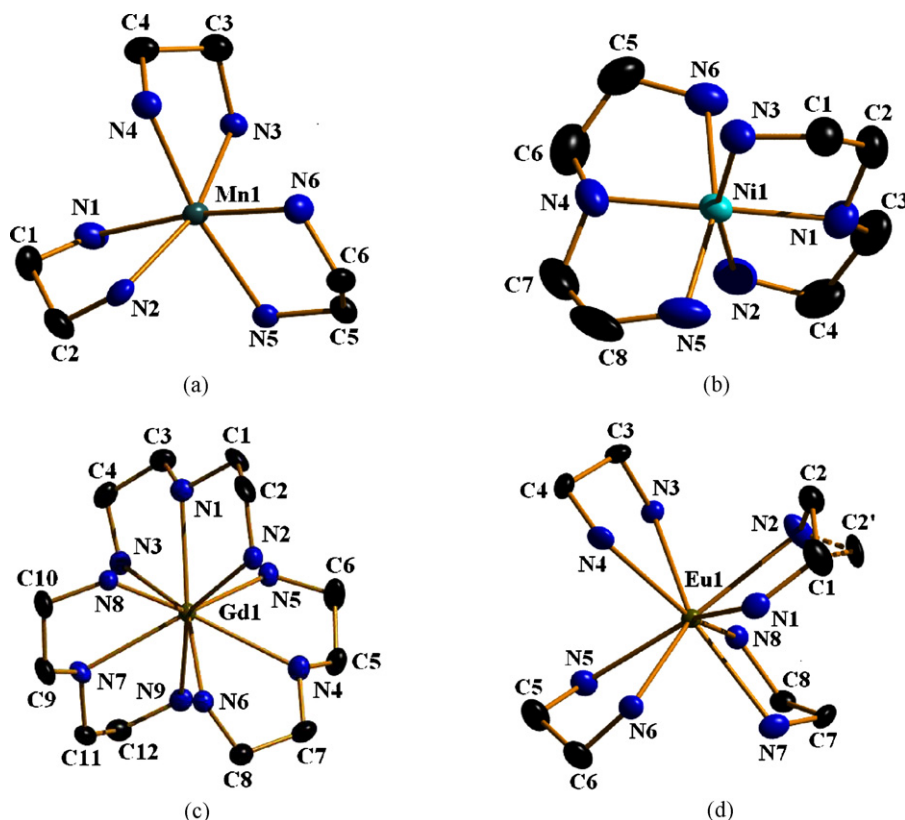 C4 C3
N4 N3
Mn1 N6
N1
C1 C6
N2
N5 C5
C2
(a)
C5 N6
N3 C1 C2
C6
N4 Ni1 C3
N1
C7
N2 C4
C8 N5
(b)
C3 C1
C4
N1 C2
N3 N2 C6
C10 N5
N8 Gd1
C5
N7 N4
C9 N9 N6
C11 C12 C7
C8
(c)
C3
C2
C4 N3
N2 C2'
N4
Eu1
C1
N1
N5 N8
C5 C8
N6
C6 N7 C7
(d)